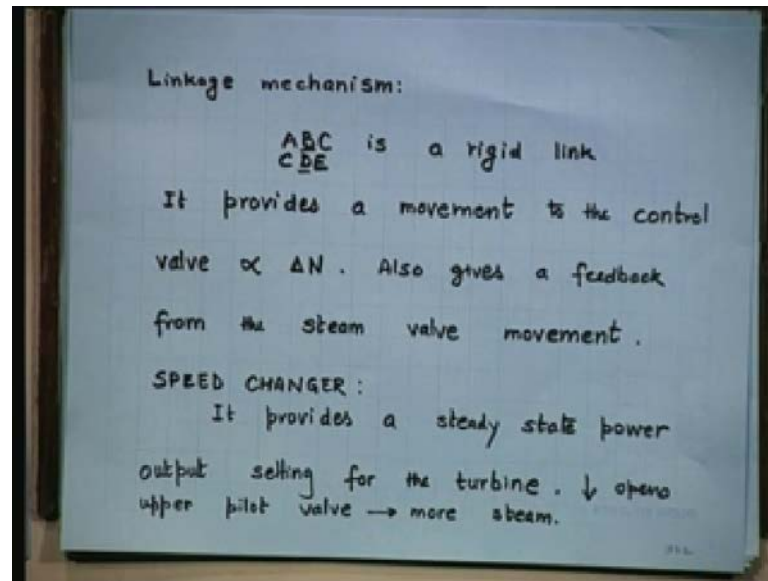 Linkage mechanism:
ABC is a rigid link
CDE
It provides a movement to the control
valve ∝ ΔN. Also gives a feedback
from the steam valve movement.
SPEED CHANGER:
It provides a steady state power
output setting for the turbine. ↓ opens
upper pilot valve → more steam.